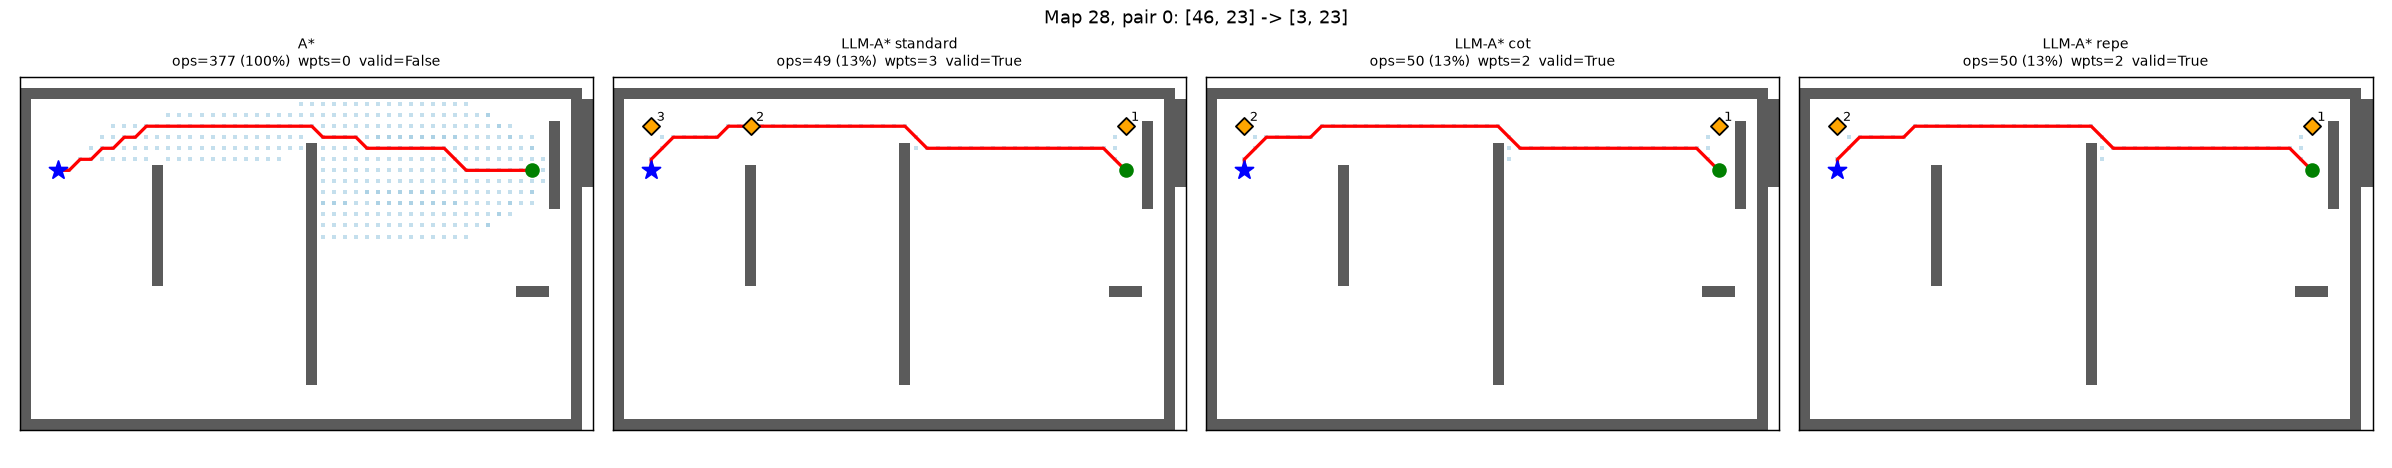 Map 28, pair 0: [46, 23] -> [3, 23]
A*
ops=377 (100%)  wpts=0  valid=False
LLM-A* standard
ops=49 (13%)  wpts=3  valid=True
LLM-A* cot
ops=50 (13%)  wpts=2  valid=True
LLM-A* repe
ops=50 (13%)  wpts=2  valid=True
3 2 1
2 1
2 1